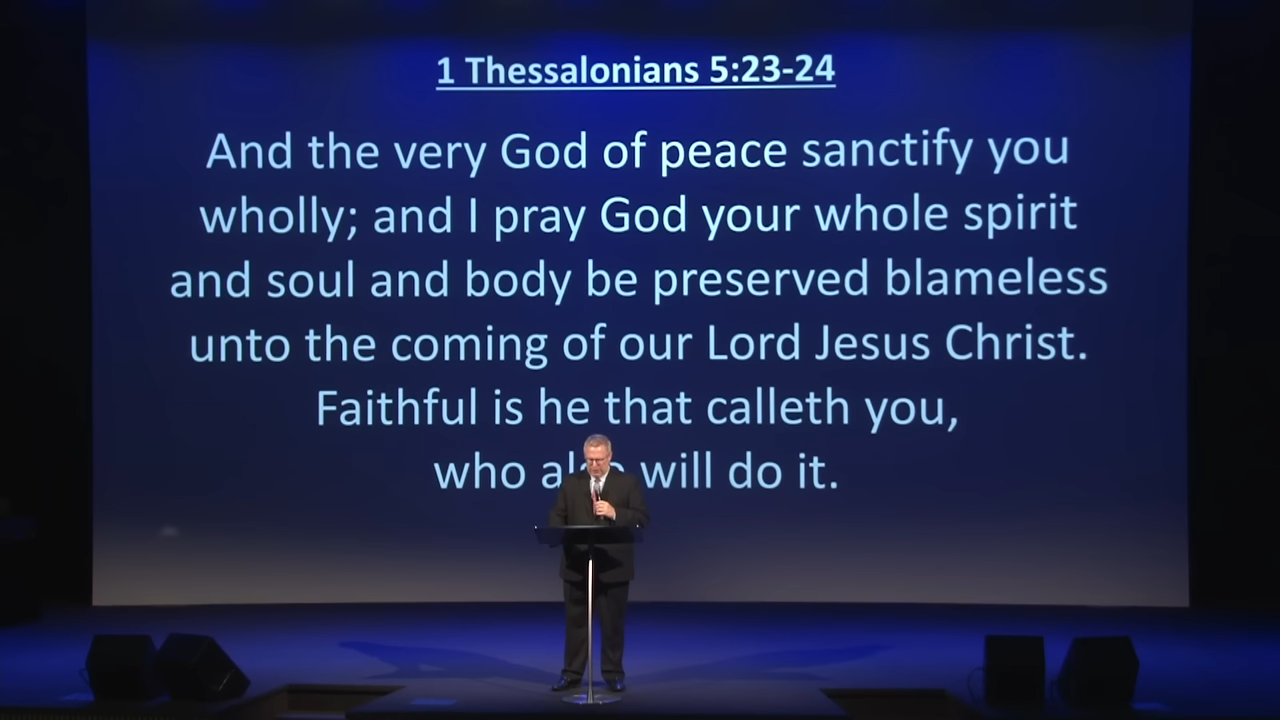 1 Thessalonians 5:23-24
And the very God of peace sanctify you
wholly; and I pray God your whole spirit
and soul and body be preserved blameless
unto the coming of our Lord Jesus Christ.
Faithful is he that calleth you,
who also will do it.